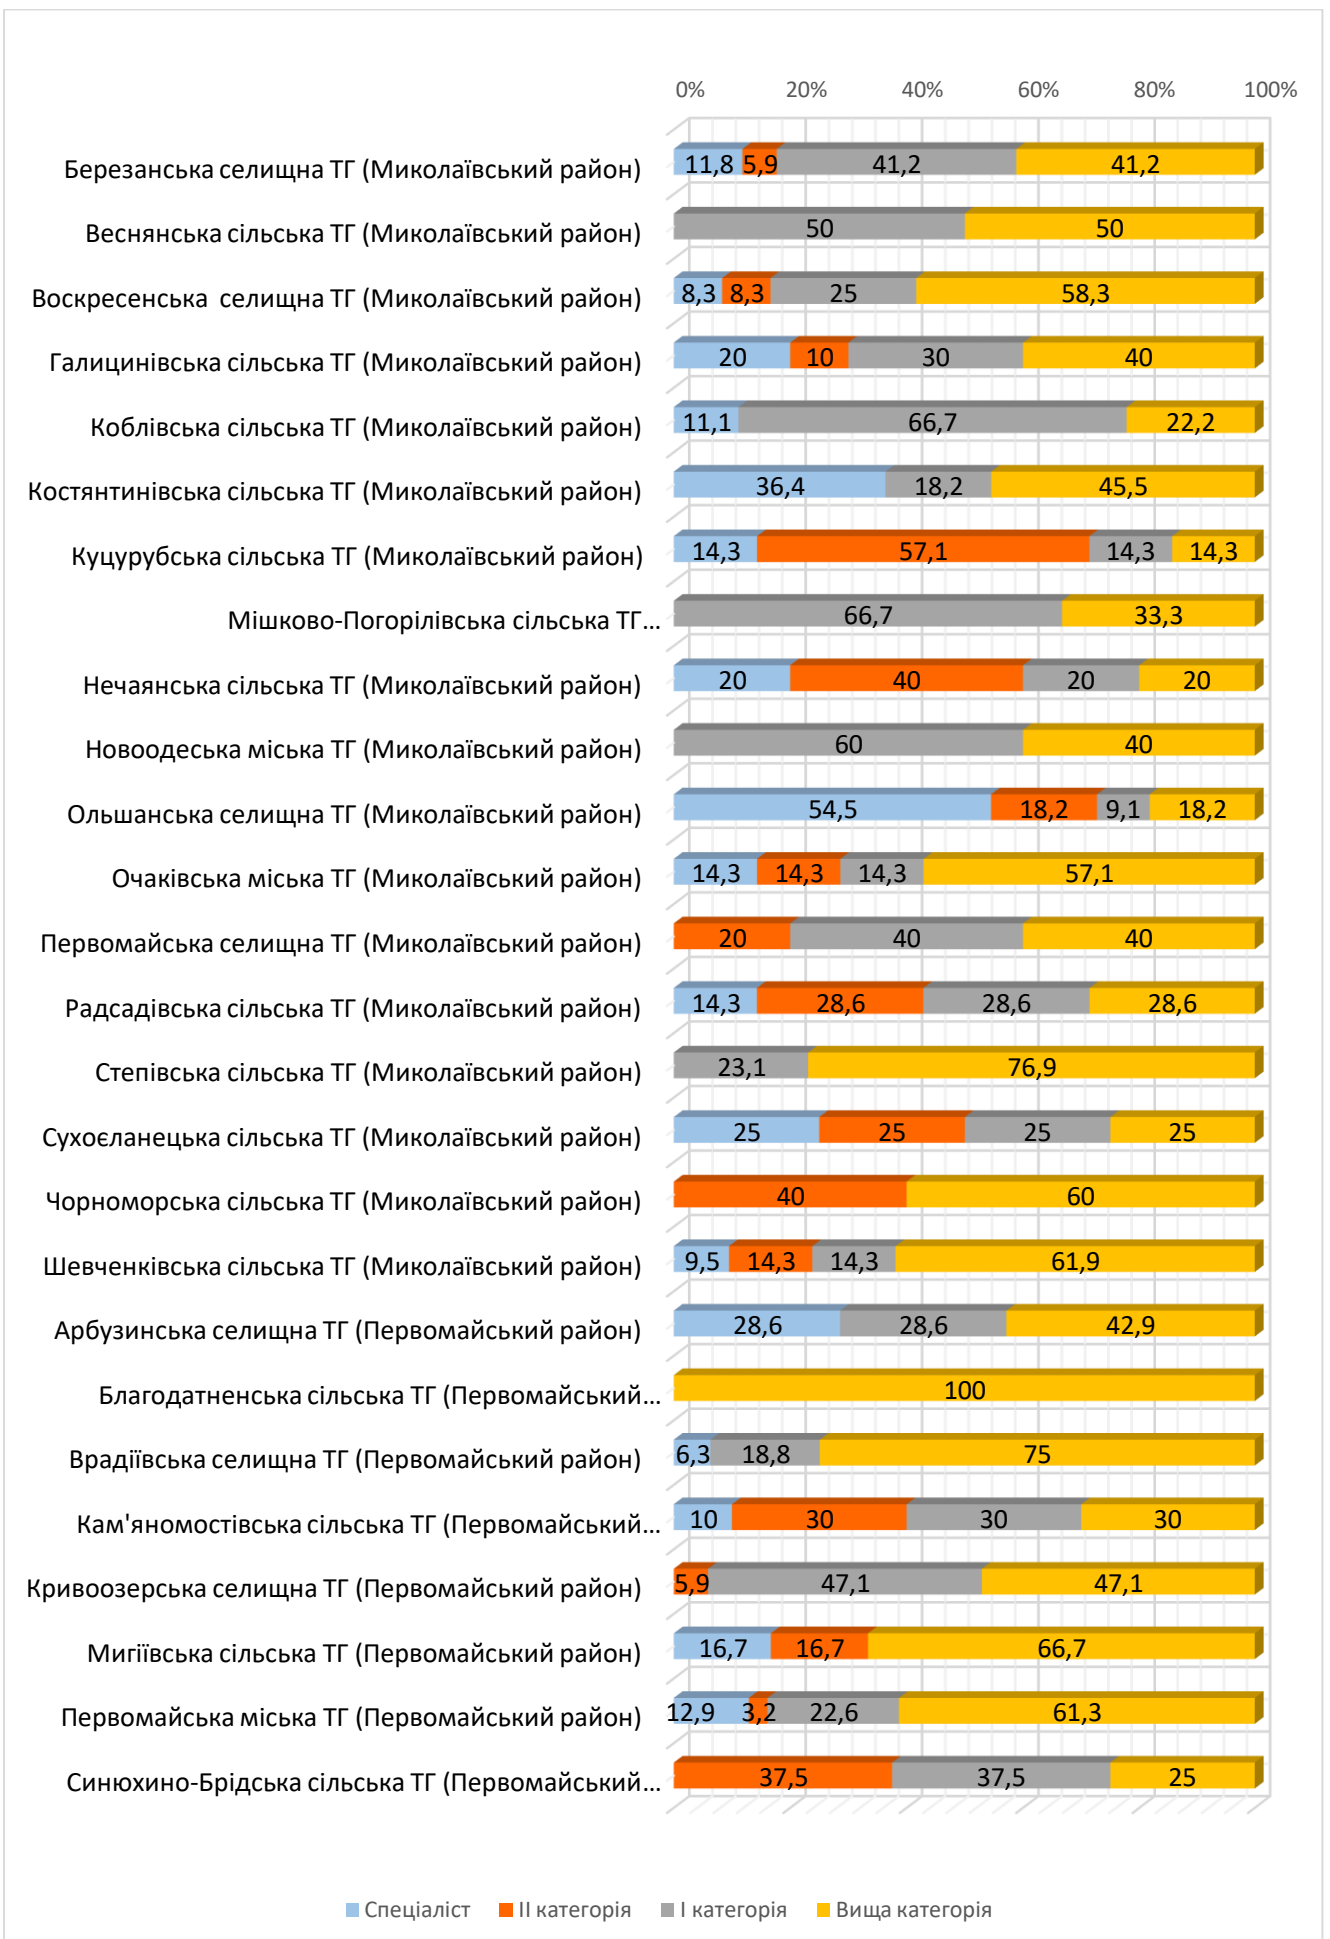 0% 20% 40% 60% 80% 100%
Березанська селищна ТГ (Миколаївський район) 11,8 5,9 41,2 41,2
Веснянська сільська ТГ (Миколаївський район) 50 50
Воскресенська  селищна ТГ (Миколаївський район) 8,3 8,3 25 58,3
Галицинівська сільська ТГ (Миколаївський район) 20 10 30 40
Коблівська сільська ТГ (Миколаївський район) 11,1 66,7 22,2
Костянтинівська сільська ТГ (Миколаївський район) 36,4 18,2 45,5
Куцурубська сільська ТГ (Миколаївський район) 14,3 57,1 14,3 14,3
Мішково-Погорілівська сільська ТГ... 66,7 33,3
Нечаянська сільська ТГ (Миколаївський район) 20 40 20 20
Новоодеська міська ТГ (Миколаївський район) 60 40
Ольшанська селищна ТГ (Миколаївський район) 54,5 18,2 9,1 18,2
Очаківська міська ТГ (Миколаївський район) 14,3 14,3 14,3 57,1
Первомайська селищна ТГ (Миколаївський район) 20 40 40
Радсадівська сільська ТГ (Миколаївський район) 14,3 28,6 28,6 28,6
Степівська сільська ТГ (Миколаївський район) 23,1 76,9
Сухоєланецька сільська ТГ (Миколаївський район) 25 25 25 25
Чорноморська сільська ТГ (Миколаївський район) 40 60
Шевченківська сільська ТГ (Миколаївський район) 9,5 14,3 14,3 61,9
Арбузинська селищна ТГ (Первомайський район) 28,6 28,6 42,9
Благодатненська сільська ТГ (Первомайський... 100
Врадіївська селищна ТГ (Первомайський район) 6,3 18,8 75
Кам'яномостівська сільська ТГ (Первомайський... 10 30 30 30
Кривоозерська селищна ТГ (Первомайський район) 5,9 47,1 47,1
Мигіївська сільська ТГ (Первомайський район) 16,7 16,7 66,7
Первомайська міська ТГ (Первомайський район) 12,9 3,2 22,6 61,3
Синюхино-Брідська сільська ТГ (Первомайський... 37,5 37,5 25
Спеціаліст ІІ категорія І категорія Вища категорія